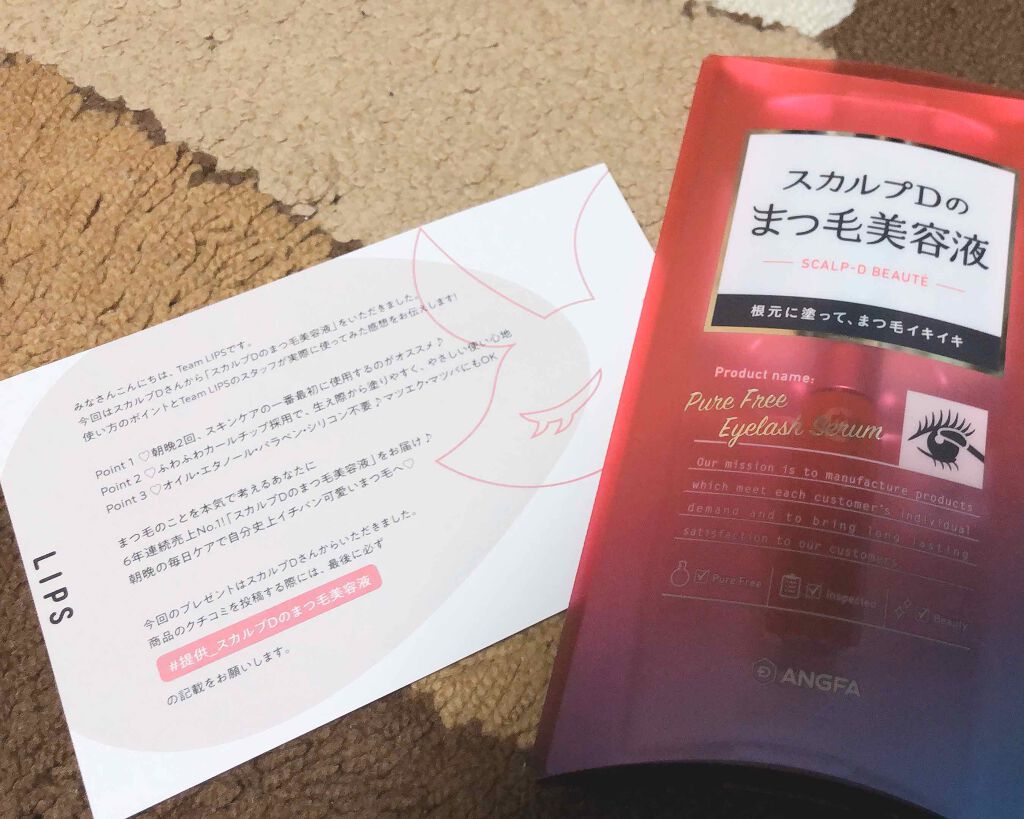 みなさんこんにちは、Team LIPSです。
今回はスカルプDさんから「スカルプDのまつ毛美容液」をいただきました。
使い方のポイントとTeam LIPSのスタッフが実際に使ってみた感想をお伝えします!
Point 1 ♡朝晩2回、スキンケアの一番最初に使用するのがオススメ♪
Point 2 ♡ふわふわカールチップ採用で、生え際から塗りやすく、やさしい使い心地
Point 3 ♡オイル・エタノール・パラベン・シリコン不要♪マツエク・マツパにもOK
まつ毛のことを本気で考えるあなたに
6年連続売上No.1!「スカルプDのまつ毛美容液」をお届け♪
朝晩の毎日ケアで自分史上イチバン可愛いまつ毛へ♡
今回のプレゼントはスカルプDさんからいただきました。
商品のクチコミを投稿する際には、最後に必ず
#提供_スカルプDのまつ毛美容液
の記載をお願いします。
LIPS
スカルプDの
まつ毛美容液
SCALP-D BEAUTÉ
根元に塗って、まつ毛イキイキ
Product name:
Pure Free
Eyelash Serum
Our mission is to manufacture products
which meet each customer's individual
demand and to bring long lasting
satisfaction to our customers.
Pure Free
Inspected
Beauty
ANGFA